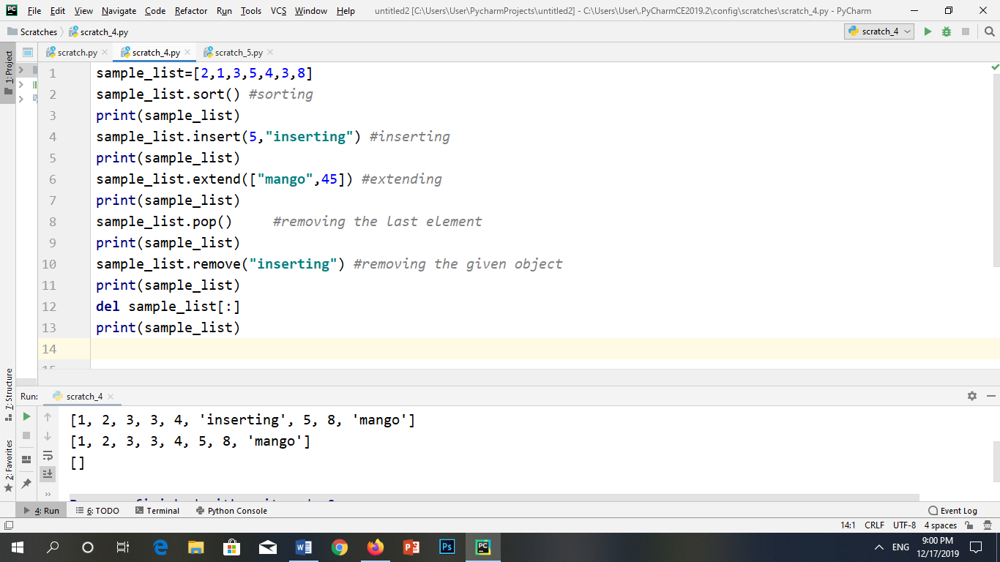 File Edit View Navigate Code Refactor Run Tools VCS Window Help untitled2 [C:\Users\User\PycharmProjects\untitled2] - C:\Users\User\.PyCharmCE2019.2\config\scratches\scratch_4.py - PyCharm
Scratches scratch_4.py scratch_4
scratch.py scratch_4.py scratch_5.py
1: Project
1 sample_list=[2,1,3,5,4,3,8]
2 sample_list.sort() #sorting
3 print(sample_list)
4 sample_list.insert(5,"inserting") #inserting
5 print(sample_list)
6 sample_list.extend(["mango",45]) #extending
7 print(sample_list)
8 sample_list.pop()     #removing the last element
9 print(sample_list)
10 sample_list.remove("inserting") #removing the given object
11 print(sample_list)
12 del sample_list[:]
13 print(sample_list)
14
7: Structure
2: Favorites
Run: scratch_4
[1, 2, 3, 3, 4, 'inserting', 5, 8, 'mango']
[1, 2, 3, 3, 4, 5, 8, 'mango']
[]
4: Run 6: TODO Terminal Python Console Event Log
14:1 CRLF UTF-8 4 spaces
ENG 9:00 PM
12/17/2019